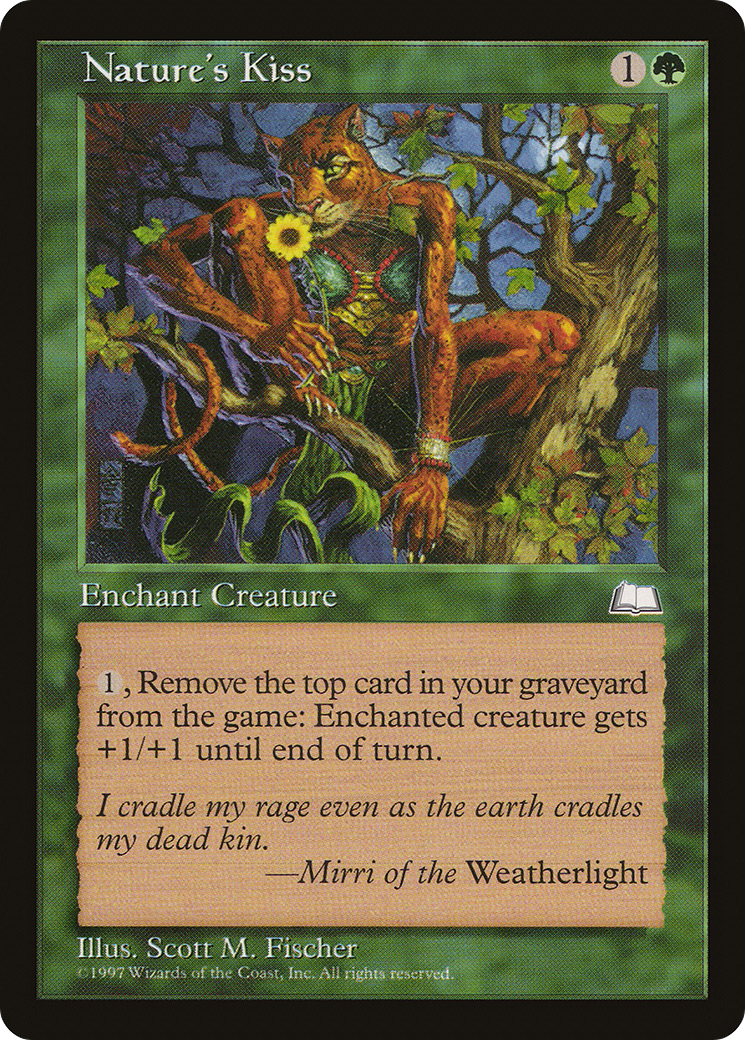 Nature's Kiss 1
Enchant Creature
1, Remove the top card in your graveyard
from the game: Enchanted creature gets
+1/+1 until end of turn.
I cradle my rage even as the earth cradles
my dead kin.
—Mirri of the Weatherlight
Illus. Scott M. Fischer
©1997 Wizards of the Coast, Inc. All rights reserved.